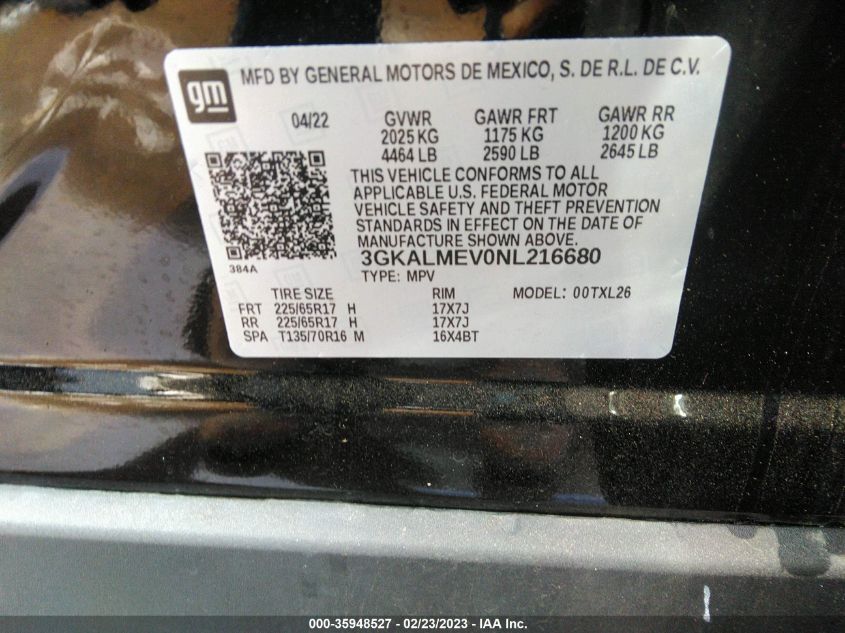 gm MFD BY GENERAL MOTORS DE MEXICO, S. DE R.L. DE C.V.
04/22 GVWR GAWR FRT GAWR RR
2025 KG 1175 KG 1200 KG
4464 LB 2590 LB 2645 LB
THIS VEHICLE CONFORMS TO ALL
APPLICABLE U.S. FEDERAL MOTOR
VEHICLE SAFETY AND THEFT PREVENTION
STANDARDS IN EFFECT ON THE DATE OF
MANUFACTURE SHOWN ABOVE.
384A 3GKALMEV0NL216680
TYPE: MPV
TIRE SIZE RIM MODEL: 00TXL26
FRT 225/65R17 H 17X7J
RR 225/65R17 H 17X7J
SPA T135/70R16 M 16X4BT
000-35948527 - 02/23/2023 - IAA Inc.